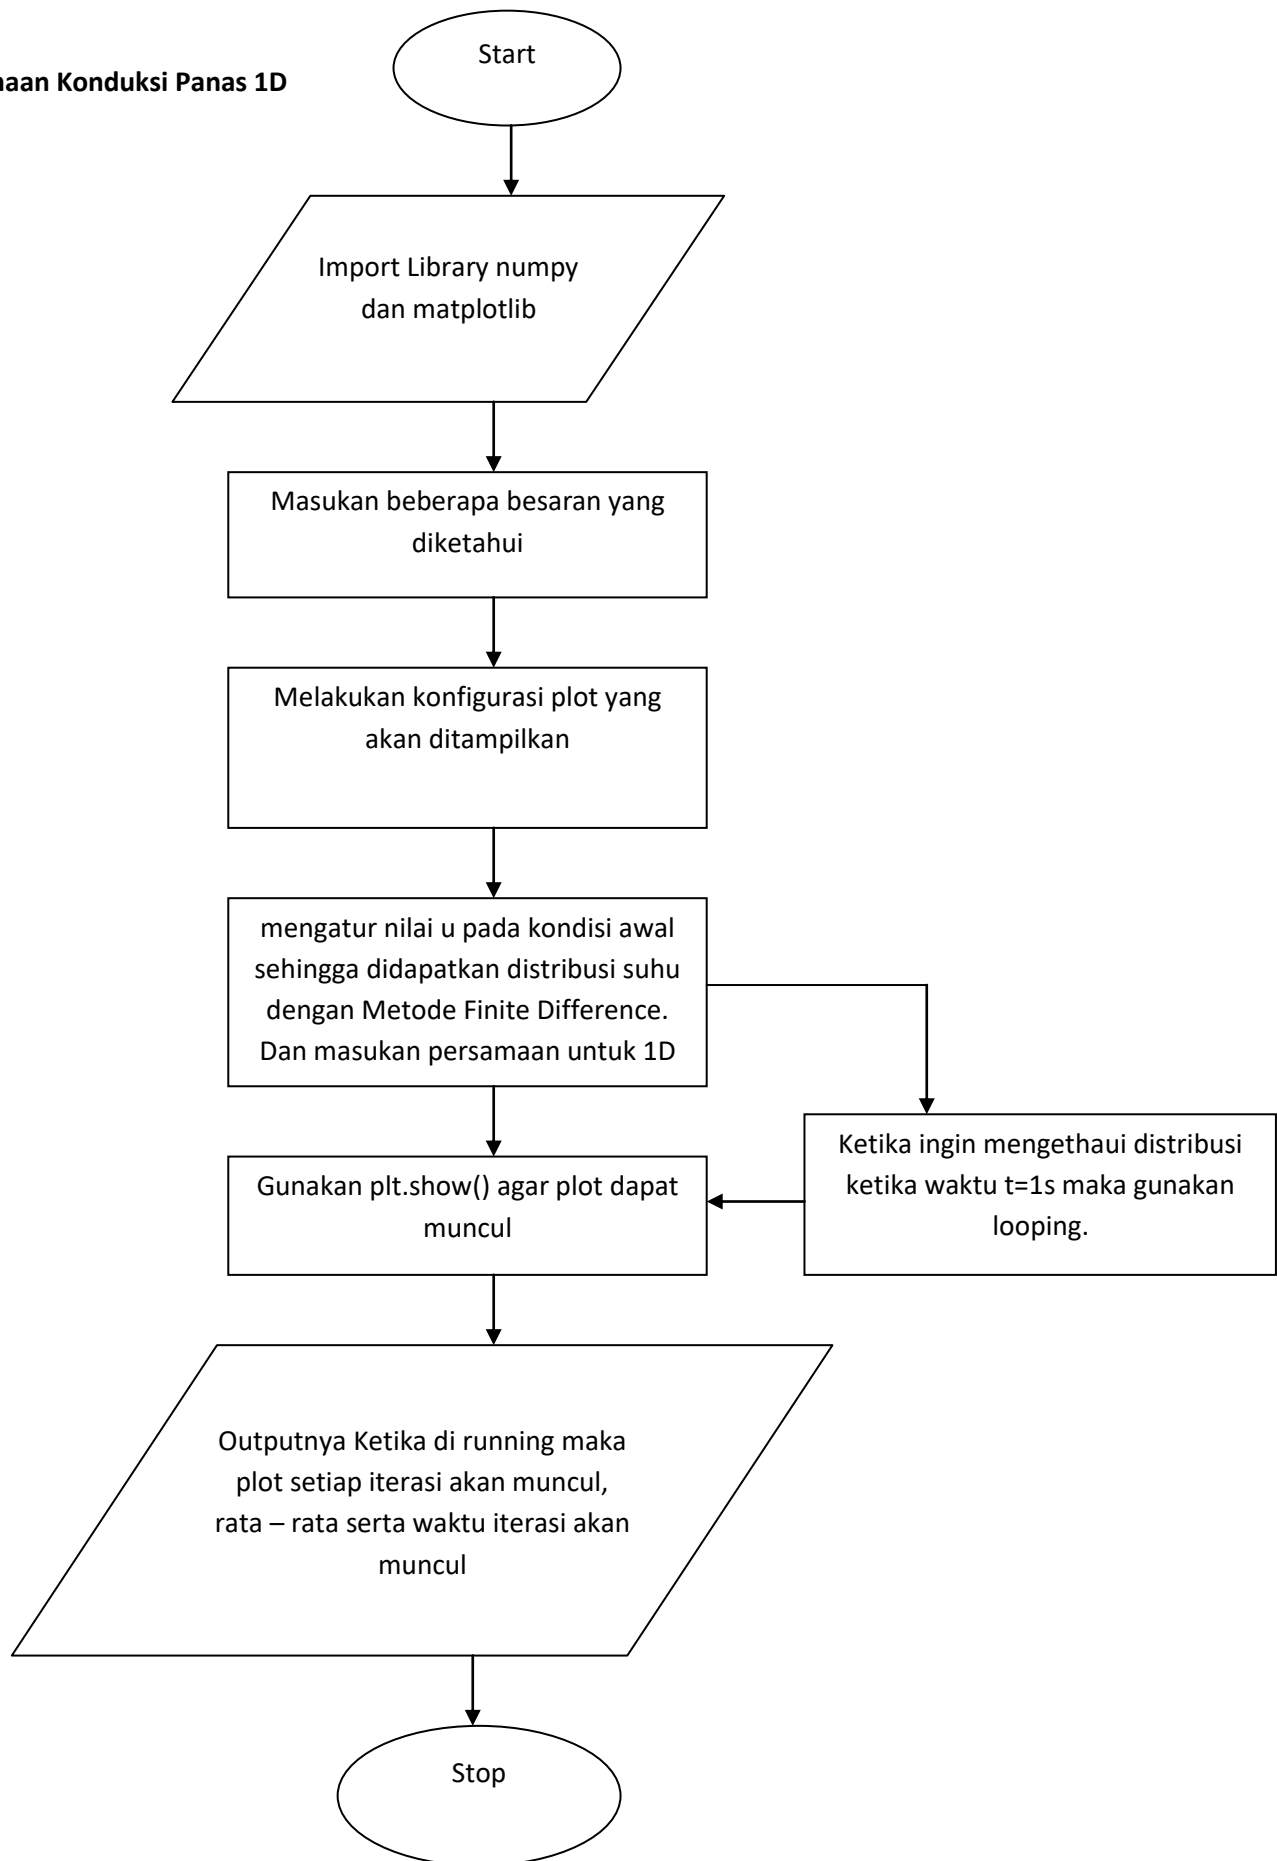 Start
naan Konduksi Panas 1D
Import Library numpy
dan matplotlib
Masukan beberapa besaran yang
diketahui
Melakukan konfigurasi plot yang
akan ditampilkan
mengatur nilai u pada kondisi awal
sehingga didapatkan distribusi suhu
dengan Metode Finite Difference.
Dan masukan persamaan untuk 1D
Ketika ingin mengethaui distribusi
ketika waktu t=1s maka gunakan
looping.
Gunakan plt.show() agar plot dapat
muncul
Outputnya Ketika di running maka
plot setiap iterasi akan muncul,
rata – rata serta waktu iterasi akan
muncul
Stop